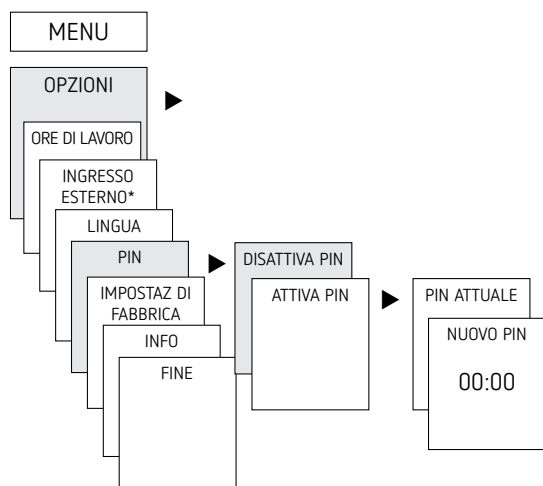 MENU
OPZIONI
ORE DI LAVORO
INGRESSO
ESTERNO*
LINGUA
PIN
IMPOSTAZ DI
FABBRICA
INFO
FINE
DISATTIVA PIN
ATTIVA PIN
PIN ATTUALE
NUOVO PIN
00:00